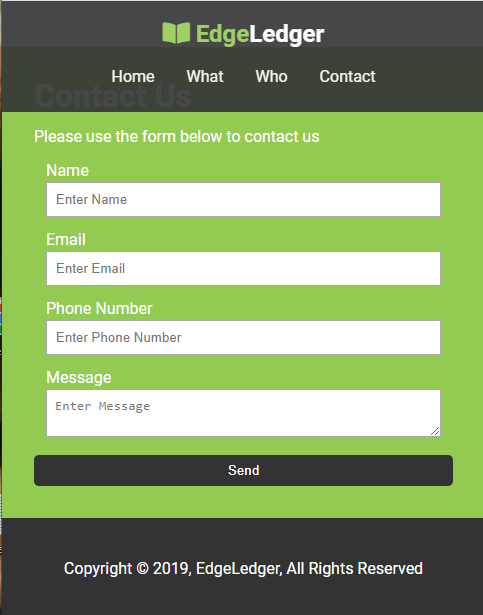 EdgeLedger
Home What Who Contact
Contact Us
Please use the form below to contact us
Name
Enter Name
Email
Enter Email
Phone Number
Enter Phone Number
Message
Enter Message
Send
Copyright © 2019, EdgeLedger, All Rights Reserved